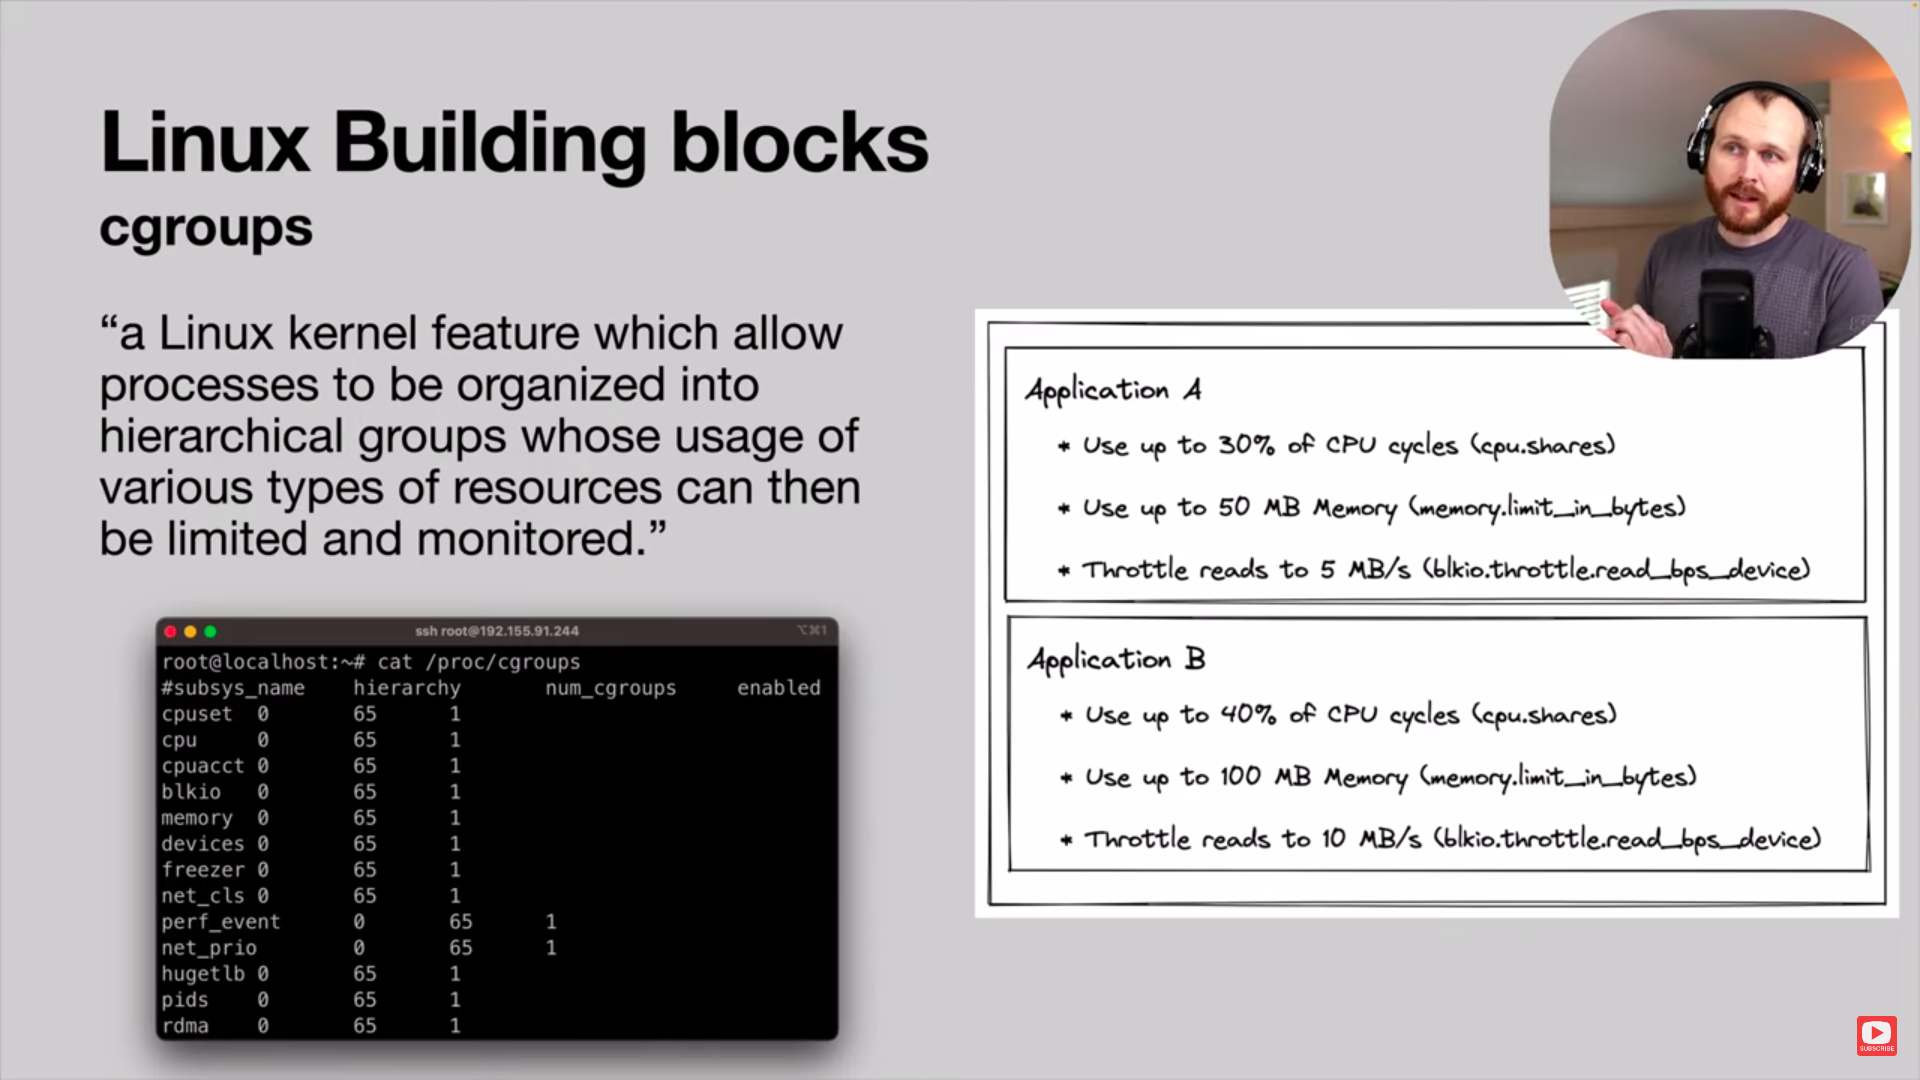 Linux Building blocks
cgroups
“a Linux kernel feature which allow
processes to be organized into
hierarchical groups whose usage of
various types of resources can then
be limited and monitored.”
ssh root@192.155.91.244 ⌥⌘1
root@localhost:~# cat /proc/cgroups
#subsys_name hierarchy num_cgroups enabled
cpuset 0 65 1
cpu 0 65 1
cpuacct 0 65 1
blkio 0 65 1
memory 0 65 1
devices 0 65 1
freezer 0 65 1
net_cls 0 65 1
perf_event 0 65 1
net_prio 0 65 1
hugetlb 0 65 1
pids 0 65 1
rdma 0 65 1
Application A
* Use up to 30% of CPU cycles (cpu.shares)
* Use up to 50 MB Memory (memory.limit_in_bytes)
* Throttle reads to 5 MB/s (blkio.throttle.read_bps_device)
Application B
* Use up to 40% of CPU cycles (cpu.shares)
* Use up to 100 MB Memory (memory.limit_in_bytes)
* Throttle reads to 10 MB/s (blkio.throttle.read_bps_device)
SUBSCRIBE